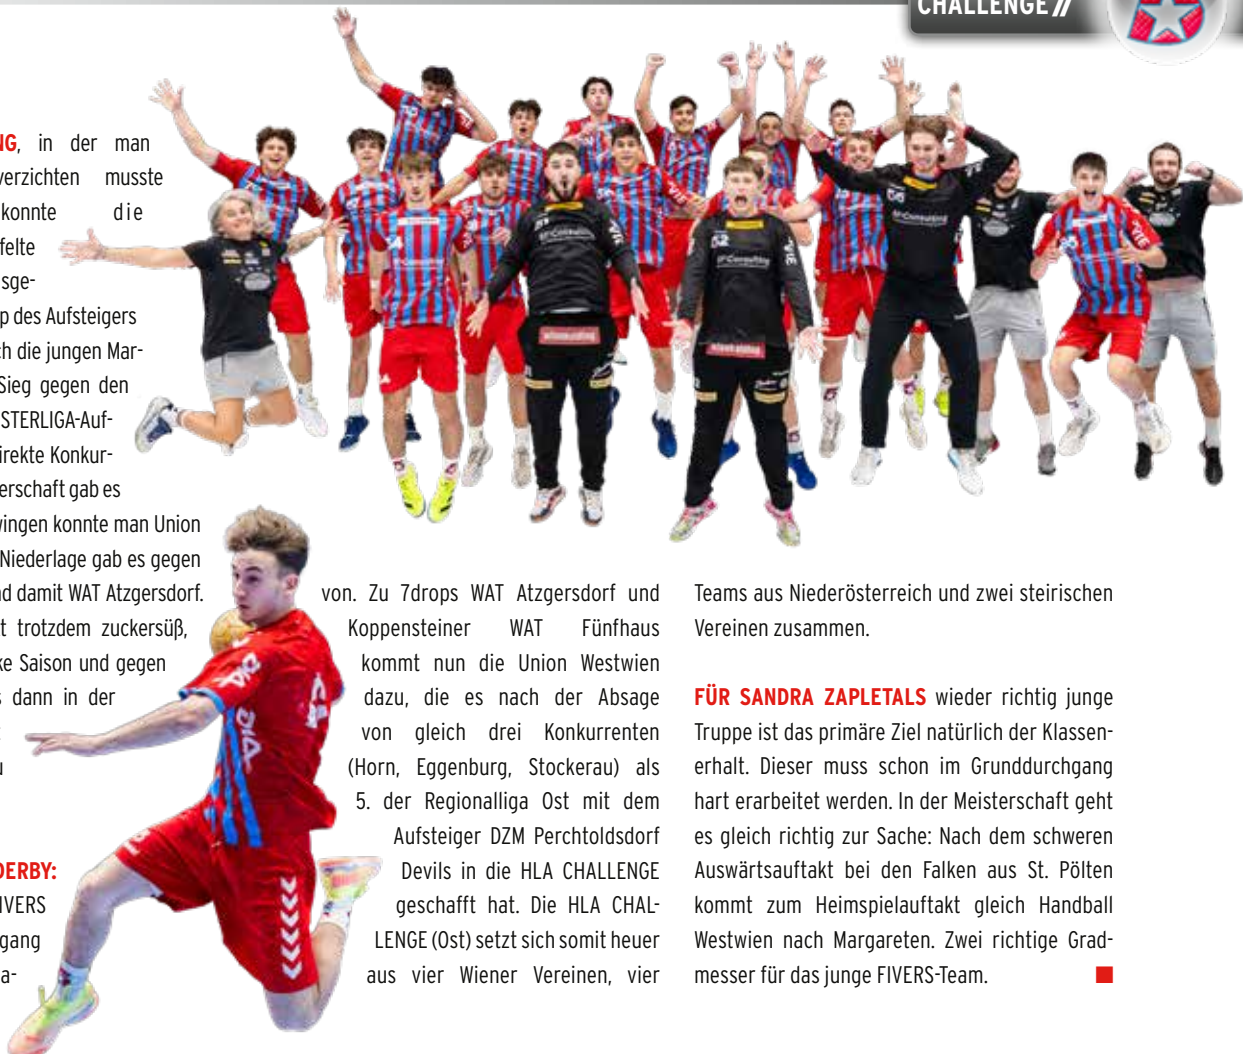 CHALLENGE //
NG, in der man
verzichten musste
konnte die
felte
sge-
p des Aufsteigers
ch die jungen Mar-
Sieg gegen den
STERLIGA-Auf-
irekte Konkur-
erschaft gab es
wingen konnte man Union
Niederlage gab es gegen
nd damit WAT Atzgersdorf.
t trotzdem zuckersüß,
ke Saison und gegen
s dann in der
DERBY:
IVERS
gang
a-
von. Zu 7drops WAT Atzgersdorf und
Koppensteiner WAT Fünfhaus
kommt nun die Union Westwien
dazu, die es nach der Absage
von gleich drei Konkurrenten
(Horn, Eggenburg, Stockerau) als
5. der Regionalliga Ost mit dem
Aufsteiger DZM Perchtoldsdorf
Devils in die HLA CHALLENGE
geschafft hat. Die HLA CHAL-
LENGE (Ost) setzt sich somit heuer
aus vier Wiener Vereinen, vier
Teams aus Niederösterreich und zwei steirischen
Vereinen zusammen.
FÜR SANDRA ZAPLETALS wieder richtig junge
Truppe ist das primäre Ziel natürlich der Klassen-
erhalt. Dieser muss schon im Grunddurchgang
hart erarbeitet werden. In der Meisterschaft geht
es gleich richtig zur Sache: Nach dem schweren
Auswärtsauftakt bei den Falken aus St. Pölten
kommt zum Heimspielauftakt gleich Handball
Westwien nach Margareten. Zwei richtige Grad-
messer für das junge FIVERS-Team.